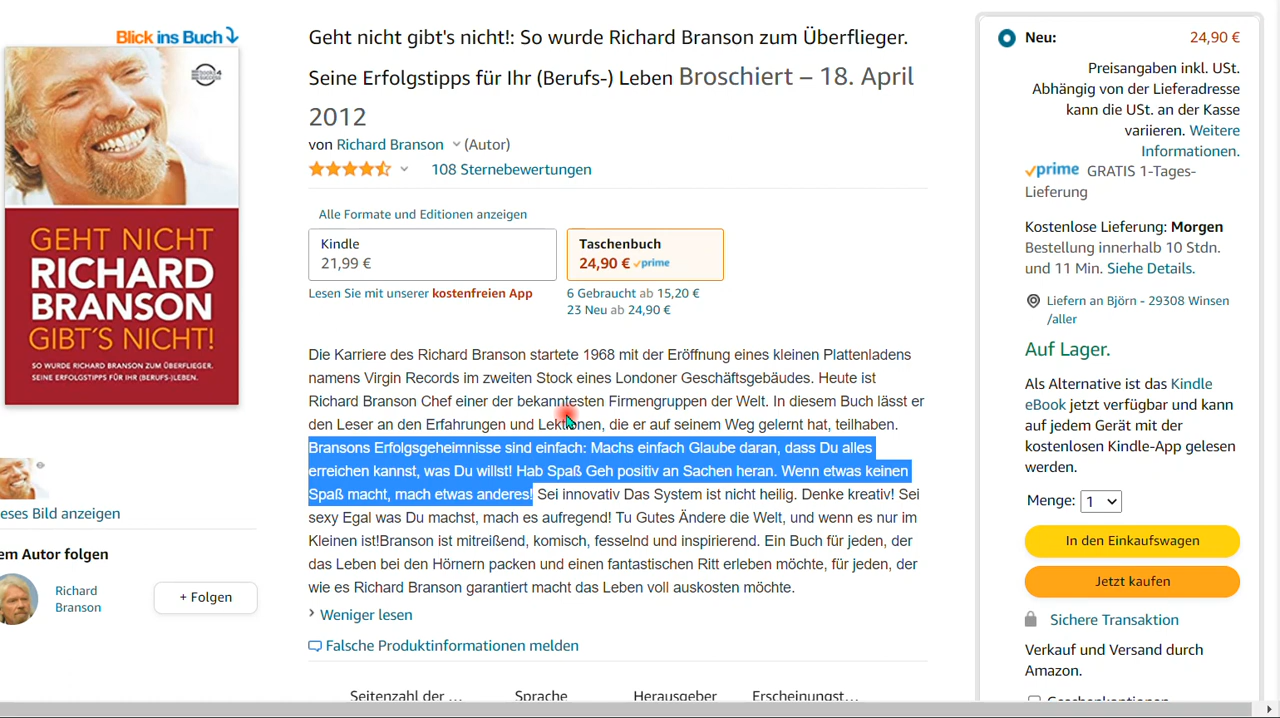 Blick ins Buch
books4
success
GEHT NICHT
RICHARD
BRANSON
GIBT'S NICHT!
SO WURDE RICHARD BRANSON ZUM ÜBERFLIEGER.
SEINE ERFOLGSTIPPS FÜR IHR (BERUFS-)LEBEN.
eses Bild anzeigen
em Autor folgen
Richard
Branson
+ Folgen
Geht nicht gibt's nicht!: So wurde Richard Branson zum Überflieger.
Seine Erfolgstipps für Ihr (Berufs-) Leben Broschiert – 18. April
2012
von Richard Branson (Autor)
108 Sternebewertungen
Alle Formate und Editionen anzeigen
Kindle
21,99 €
Lesen Sie mit unserer kostenfreien App
Taschenbuch
24,90 € prime
6 Gebraucht ab 15,20 €
23 Neu ab 24,90 €
Die Karriere des Richard Branson startete 1968 mit der Eröffnung eines kleinen Plattenladens
namens Virgin Records im zweiten Stock eines Londoner Geschäftsgebäudes. Heute ist
Richard Branson Chef einer der bekanntesten Firmengruppen der Welt. In diesem Buch lässt er
den Leser an den Erfahrungen und Lektionen, die er auf seinem Weg gelernt hat, teilhaben.
Bransons Erfolgsgeheimnisse sind einfach: Machs einfach Glaube daran, dass Du alles
erreichen kannst, was Du willst! Hab Spaß Geh positiv an Sachen heran. Wenn etwas keinen
Spaß macht, mach etwas anderes! Sei innovativ Das System ist nicht heilig. Denke kreativ! Sei
sexy Egal was Du machst, mach es aufregend! Tu Gutes Ändere die Welt, und wenn es nur im
Kleinen ist!Branson ist mitreißend, komisch, fesselnd und inspirierend. Ein Buch für jeden, der
das Leben bei den Hörnern packen und einen fantastischen Ritt erleben möchte, für jeden, der
wie es Richard Branson garantiert macht das Leben voll auskosten möchte.
Weniger lesen
Falsche Produktinformationen melden
Seitenzahl der ... Sprache Herausgeber Erscheinungst...
Neu: 24,90 €
Preisangaben inkl. USt.
Abhängig von der Lieferadresse
kann die USt. an der Kasse
variieren. Weitere
Informationen.
prime GRATIS 1-Tages-
Lieferung
Kostenlose Lieferung: Morgen
Bestellung innerhalb 10 Stdn.
und 11 Min. Siehe Details.
Liefern an Björn - 29308 Winsen
/aller
Auf Lager.
Als Alternative ist das Kindle
eBook jetzt verfügbar und kann
auf jedem Gerät mit der
kostenlosen Kindle-App gelesen
werden.
Menge: 1
In den Einkaufswagen
Jetzt kaufen
Sichere Transaktion
Verkauf und Versand durch
Amazon.
Geschenkoptionen